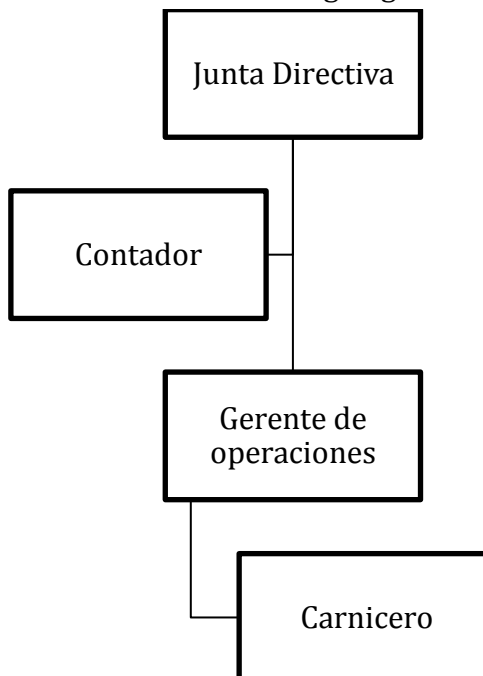 Junta Directiva
Contador
Gerente de
operaciones
Carnicero